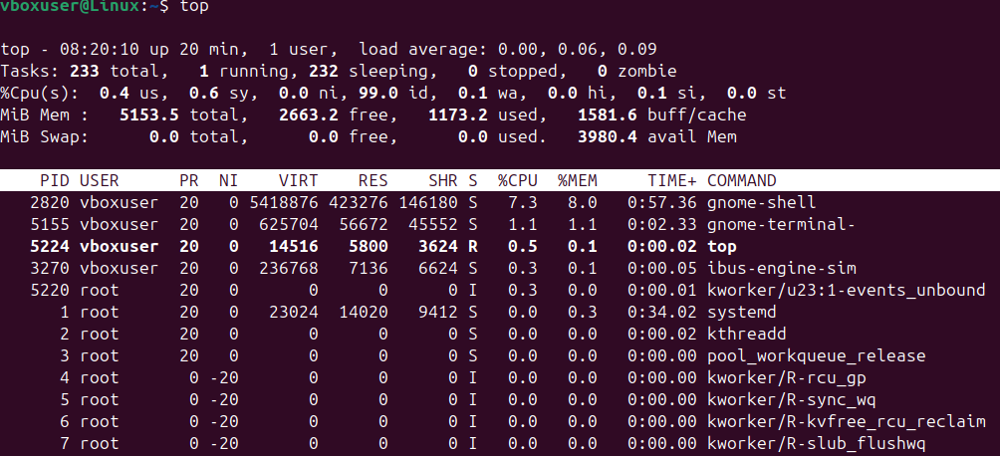 vboxuser@Linux:~$ top
top - 08:20:10 up 20 min,  1 user,  load average: 0.00, 0.06, 0.09
Tasks: 233 total,   1 running, 232 sleeping,   0 stopped,   0 zombie
%Cpu(s):  0.4 us,  0.6 sy,  0.0 ni, 99.0 id,  0.1 wa,  0.0 hi,  0.1 si,  0.0 st
MiB Mem :   5153.5 total,   2663.2 free,   1173.2 used,   1581.6 buff/cache
MiB Swap:      0.0 total,      0.0 free,      0.0 used.   3980.4 avail Mem
PID USER      PR  NI    VIRT    RES    SHR S  %CPU  %MEM     TIME+ COMMAND
2820 vboxuser  20   0 5418876 423276 146180 S   7.3   8.0   0:57.36 gnome-shell
5155 vboxuser  20   0  625704  56672  45552 S   1.1   1.1   0:02.33 gnome-terminal-
5224 vboxuser  20   0   14516   5800   3624 R   0.5   0.1   0:00.02 top
3270 vboxuser  20   0  236768   7136   6624 S   0.3   0.1   0:00.05 ibus-engine-sim
5220 root      20   0       0      0      0 I   0.3   0.0   0:00.01 kworker/u23:1-events_unbound
1 root      20   0   23024  14020   9412 S   0.0   0.3   0:34.02 systemd
2 root      20   0       0      0      0 S   0.0   0.0   0:00.02 kthreadd
3 root      20   0       0      0      0 S   0.0   0.0   0:00.00 pool_workqueue_release
4 root       0 -20       0      0      0 I   0.0   0.0   0:00.00 kworker/R-rcu_gp
5 root       0 -20       0      0      0 I   0.0   0.0   0:00.00 kworker/R-sync_wq
6 root       0 -20       0      0      0 I   0.0   0.0   0:00.00 kworker/R-kvfree_rcu_reclaim
7 root       0 -20       0      0      0 I   0.0   0.0   0:00.00 kworker/R-slub_flushwq